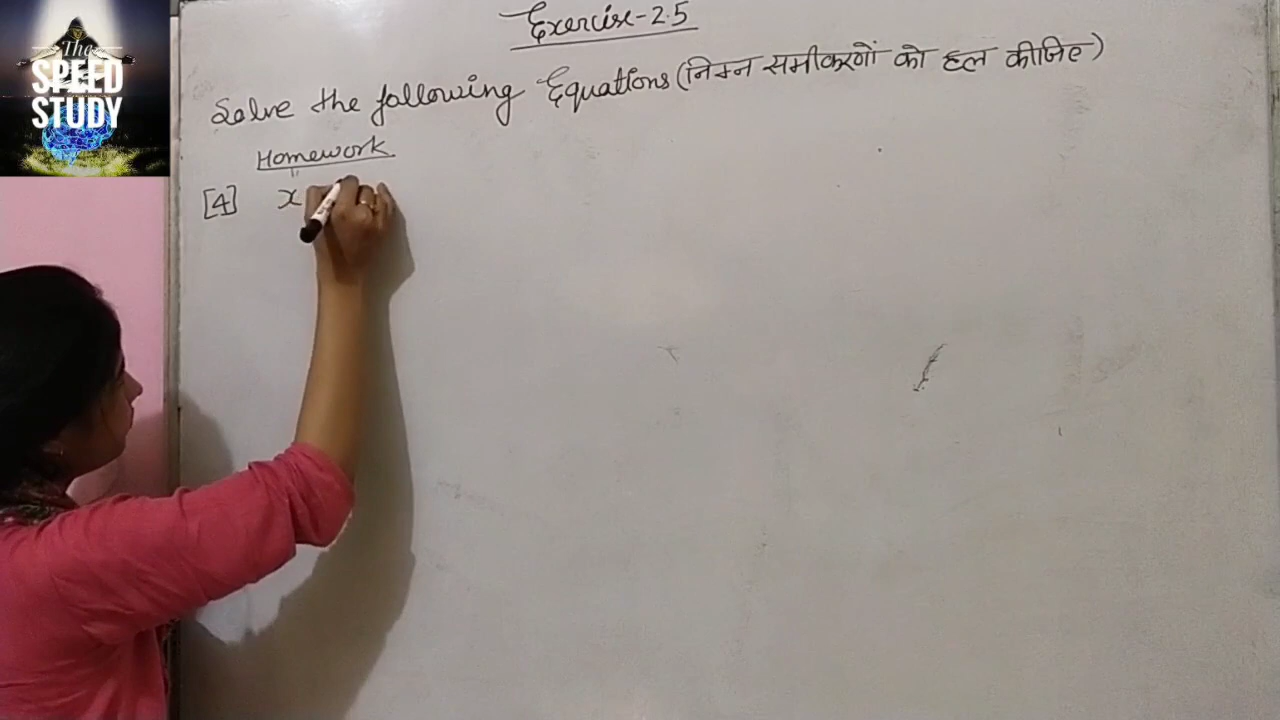 The
SPEED
STUDY
Exercise-2.5
Solve the following Equations (निम्न समीकरणों को हल कीजिए)
Homework
[4] x